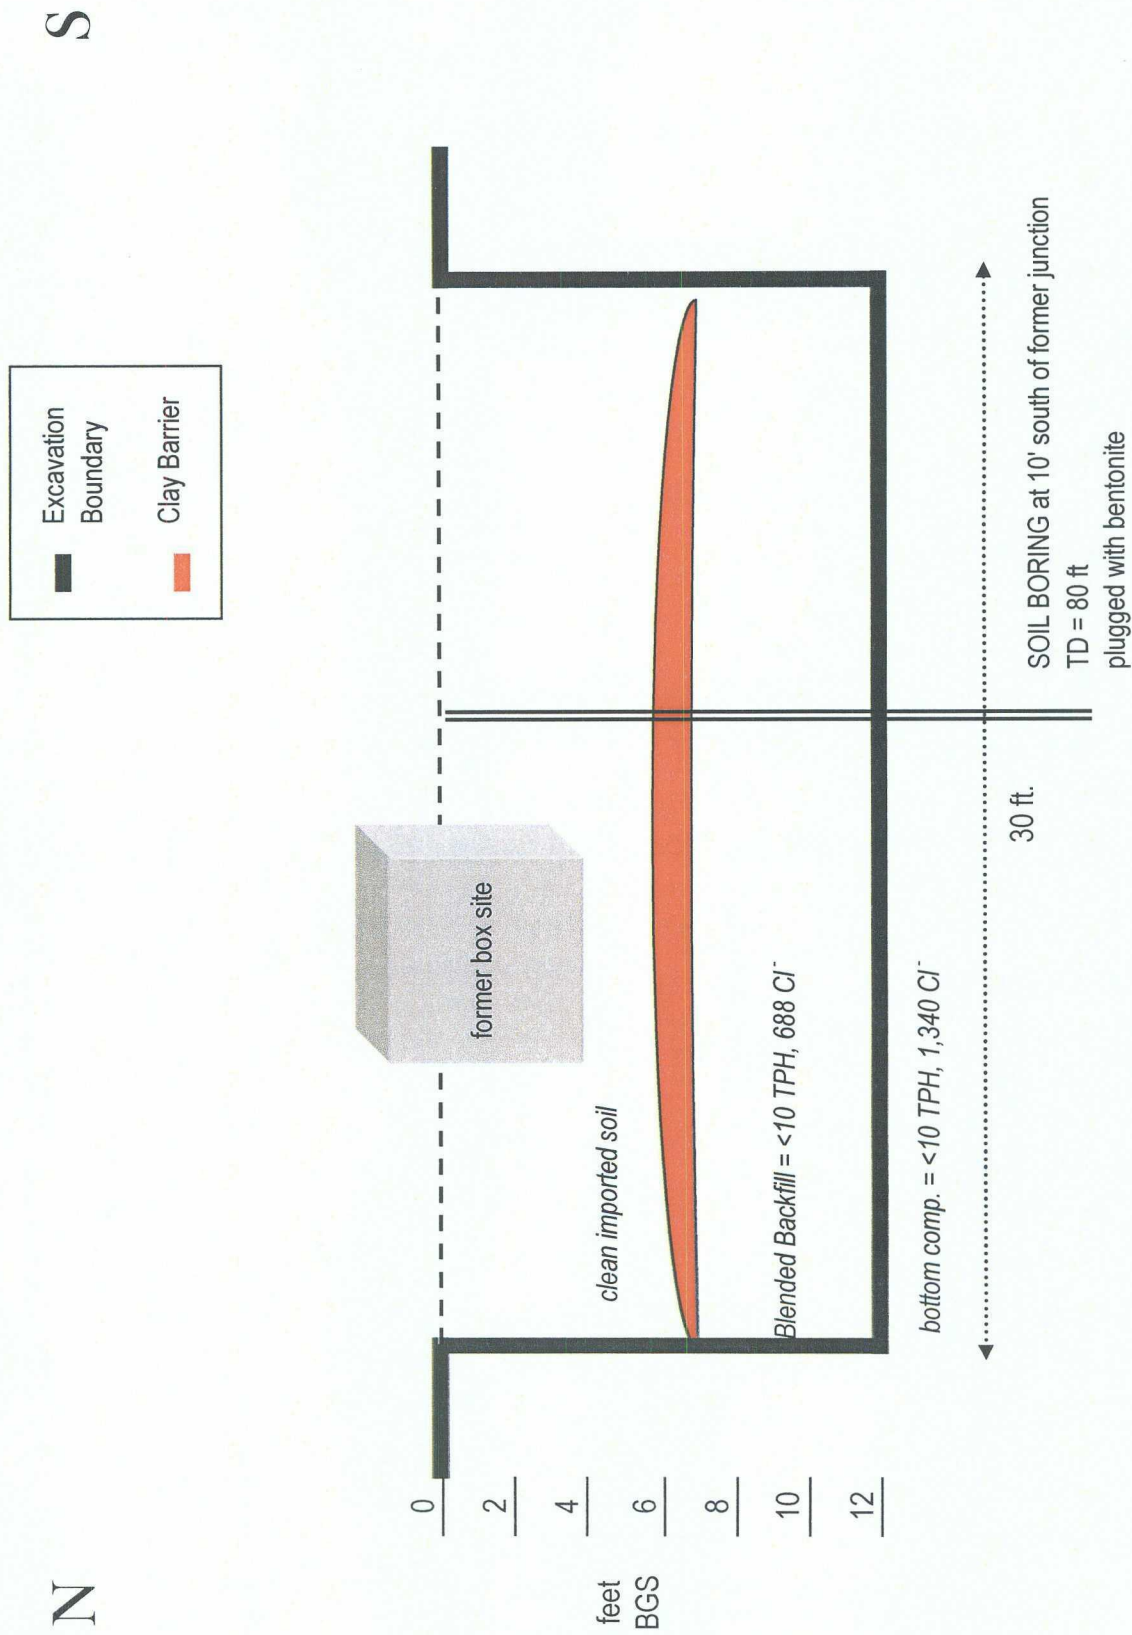 N
S
Excavation
Boundary
Clay Barrier
feet
BGS
0
2
4
6
8
10
12
former box site
clean imported soil
Blended Backfill = <10 TPH, 688 Cl⁻
bottom comp. = <10 TPH, 1,340 Cl⁻
30 ft.
SOIL BORING at 10' south of former junction
TD = 80 ft
plugged with bentonite